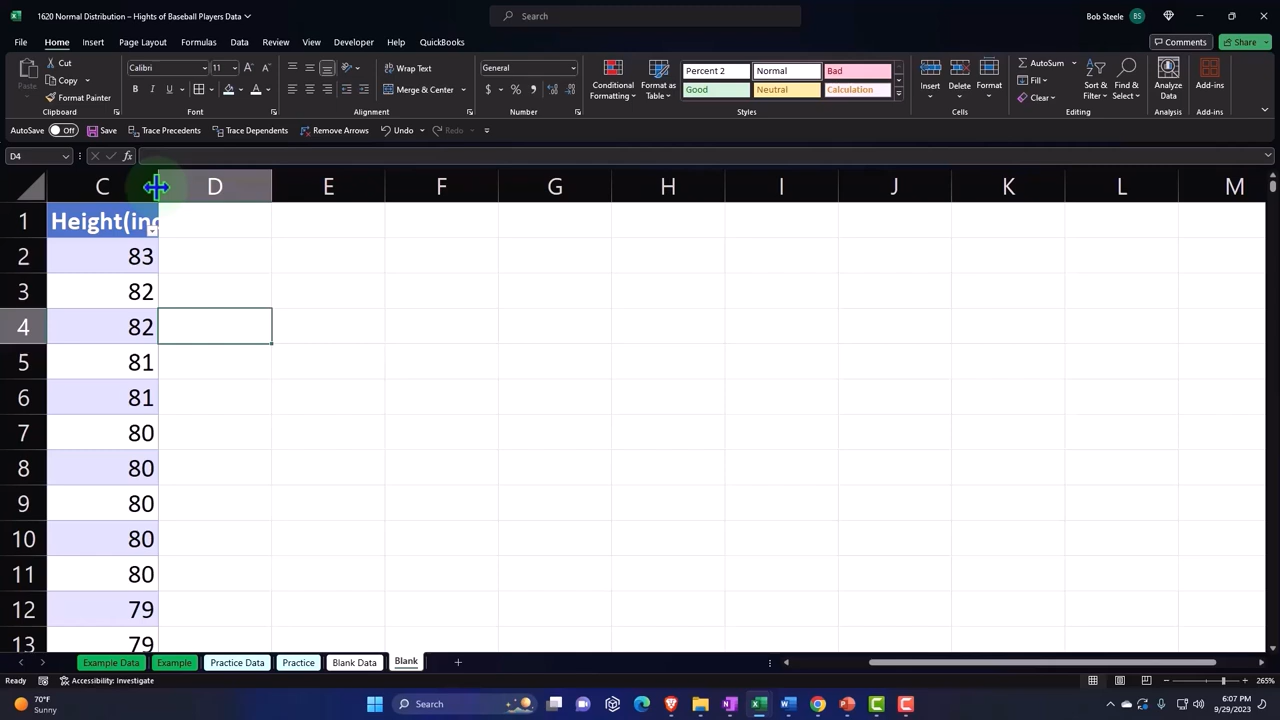 1620 Normal Distribution – Hights of Baseball Players Data
Search
Bob Steele BS
File Home Insert Page Layout Formulas Data Review View Developer Help QuickBooks
Comments Share
Cut
Copy
Format Painter
Clipboard
Calibri 11
B I U
Font
Wrap Text
Merge & Center
Alignment
General
$ % 9
Number
Conditional Formatting
Format as Table
Percent 2 Normal Bad
Good Neutral Calculation
Styles
Insert Delete Format
Cells
AutoSum
Fill
Clear
Sort & Filter
Find & Select
Editing
Analyze Data
Analysis
Add-ins
Add-ins
AutoSave Off Save Trace Precedents Trace Dependents Remove Arrows Undo Redo
D4 fx
C D E F G H I J K L M
1 Height(inc
2 83
3 82
4 82
5 81
6 81
7 80
8 80
9 80
10 80
11 80
12 79
13 79
Example Data Example Practice Data Practice Blank Data Blank
Ready Accessibility: Investigate 265%
70°F
Sunny
Search
6:07 PM
9/29/2023